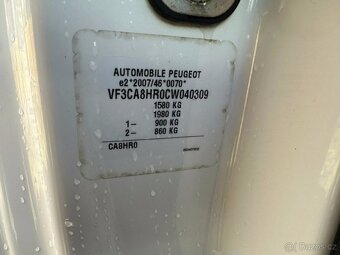 AUTOMOBILE PEUGEOT
e2*2007/46*0070*
VF3CA8HR0CW040309
1580 KG
1980 KG
1- 900 KG
2- 860 KG
CA8HR0